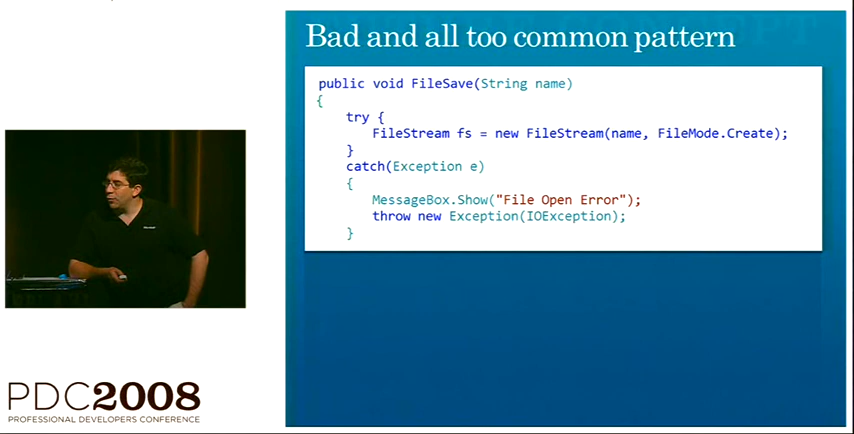 Bad and all too common pattern
public void FileSave(String name)
{
try {
FileStream fs = new FileStream(name, FileMode.Create);
}
catch(Exception e)
{
MessageBox.Show("File Open Error");
throw new Exception(IOException);
}
PDC2008
PROFESSIONAL DEVELOPERS CONFERENCE